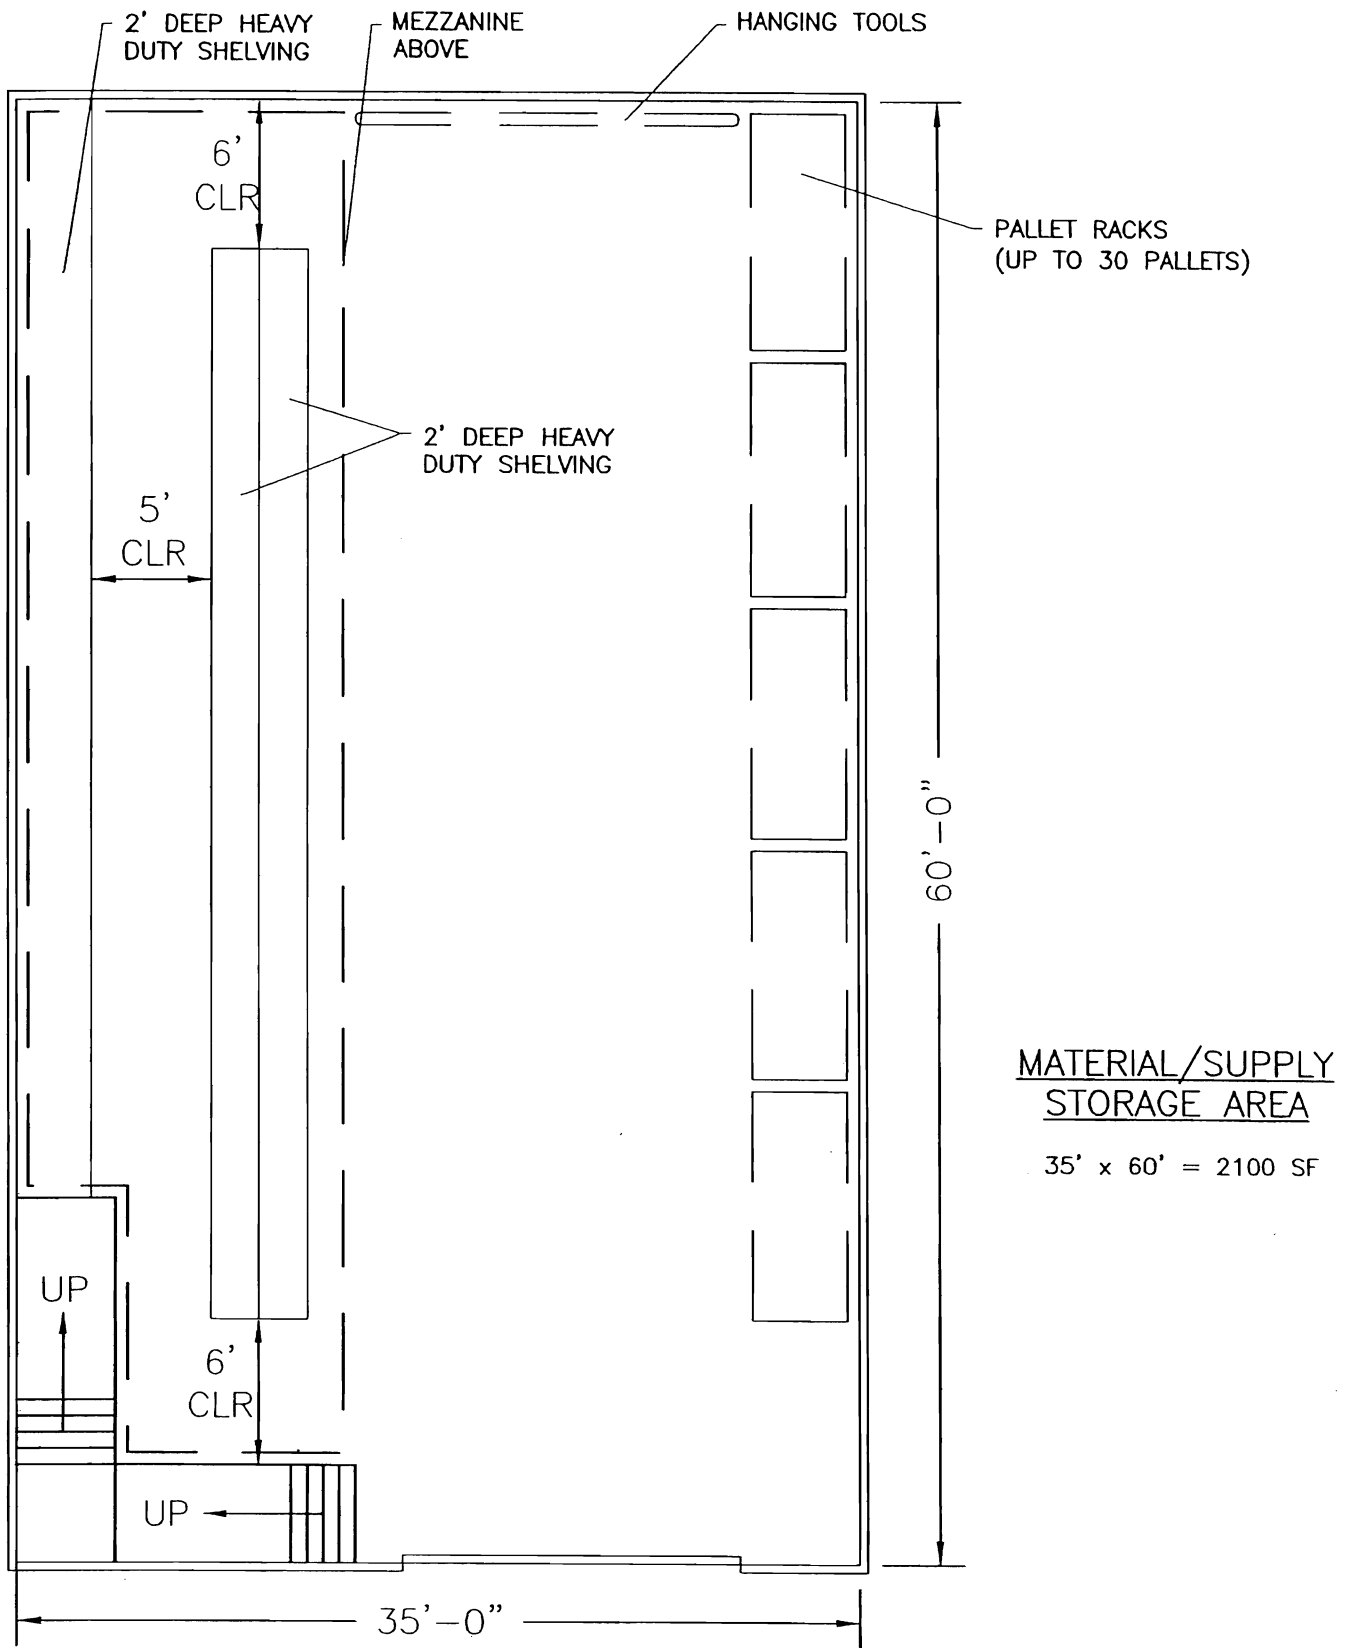 2' DEEP HEAVY
DUTY SHELVING
MEZZANINE
ABOVE
HANGING TOOLS
6'
CLR
PALLET RACKS
(UP TO 30 PALLETS)
2' DEEP HEAVY
DUTY SHELVING
5'
CLR
60'-0"
MATERIAL/SUPPLY
STORAGE AREA
35' x 60' = 2100 SF
UP
6'
CLR
UP
35'-0"